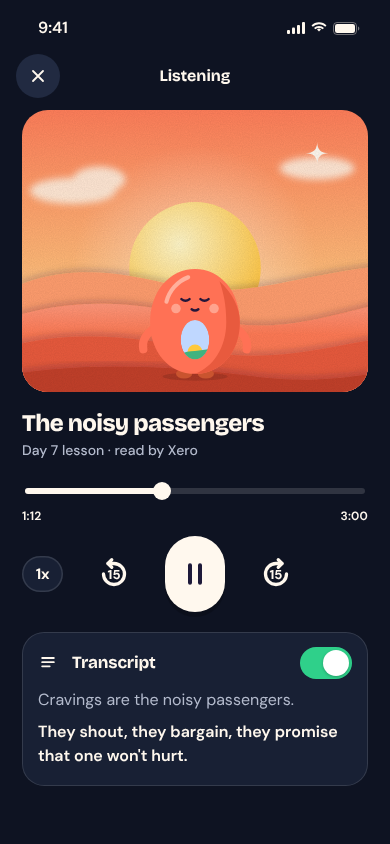 9:41
Listening
The noisy passengers
Day 7 lesson · read by Xero
1:12
3:00
1x
15
15
Transcript
Cravings are the noisy passengers.
They shout, they bargain, they promise
that one won't hurt.